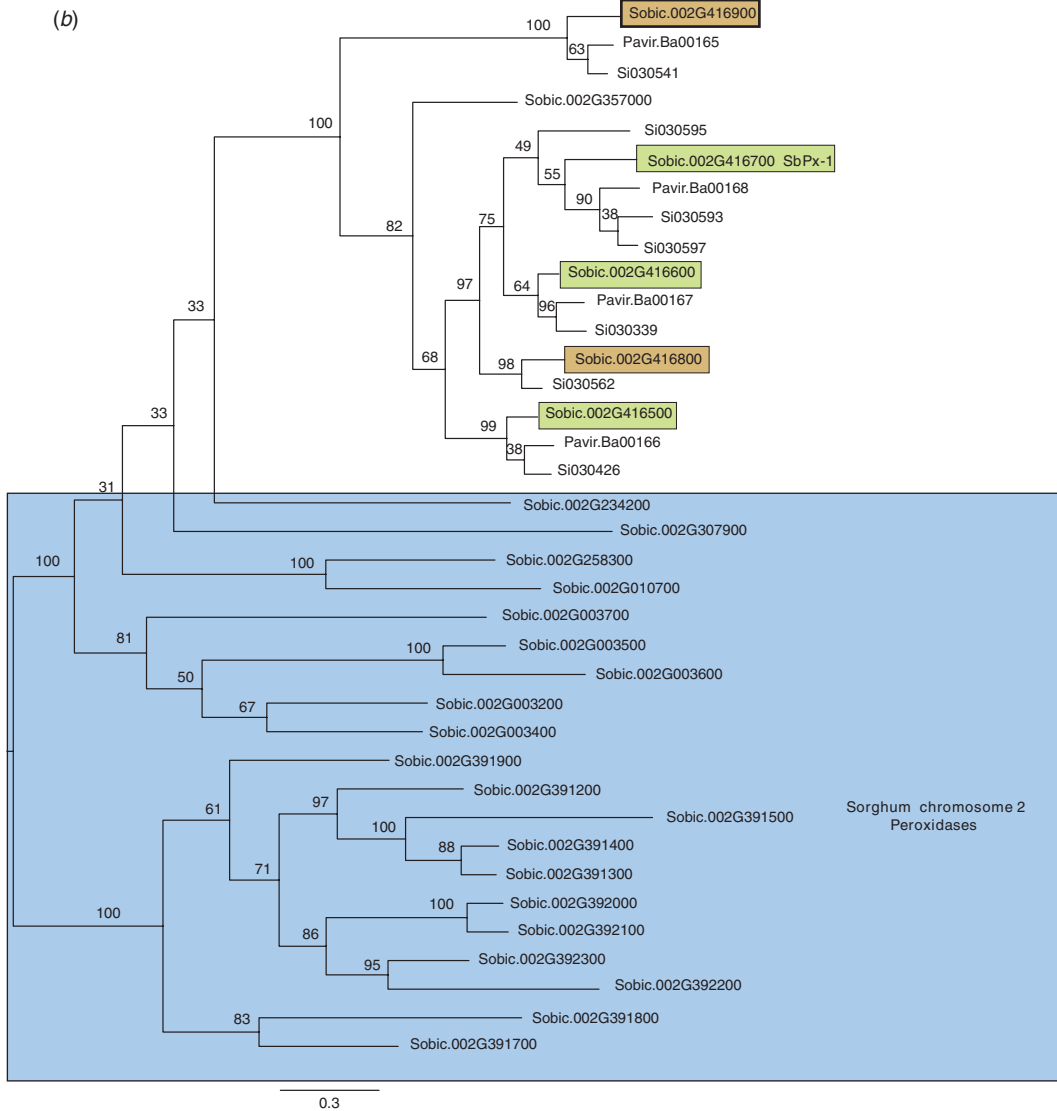 (b)
Sobic.002G416900
100
Pavir.Ba00165
63
Si030541
Sobic.002G357000
100
Si030595
49
Sobic.002G416700 SbPx-1
55
Pavir.Ba00168
90
38
Si030593
75
82
Si030597
Sobic.002G416600
97
64
Pavir.Ba00167
96
33
Si030339
Sobic.002G416800
68
98
Si030562
Sobic.002G416500
33
99
Pavir.Ba00166
38
Si030426
31
Sobic.002G234200
Sobic.002G307900
100
Sobic.002G258300
100
Sobic.002G010700
Sobic.002G003700
81
Sobic.002G003500
100
50
Sobic.002G003600
Sobic.002G003200
67
Sobic.002G003400
Sobic.002G391900
Sobic.002G391200
61
97
Sobic.002G391500
Sorghum chromosome 2
Peroxidases
100
Sobic.002G391400
88
71
Sobic.002G391300
Sobic.002G392000
100
100
Sobic.002G392100
86
Sobic.002G392300
95
Sobic.002G392200
Sobic.002G391800
83
Sobic.002G391700
0.3